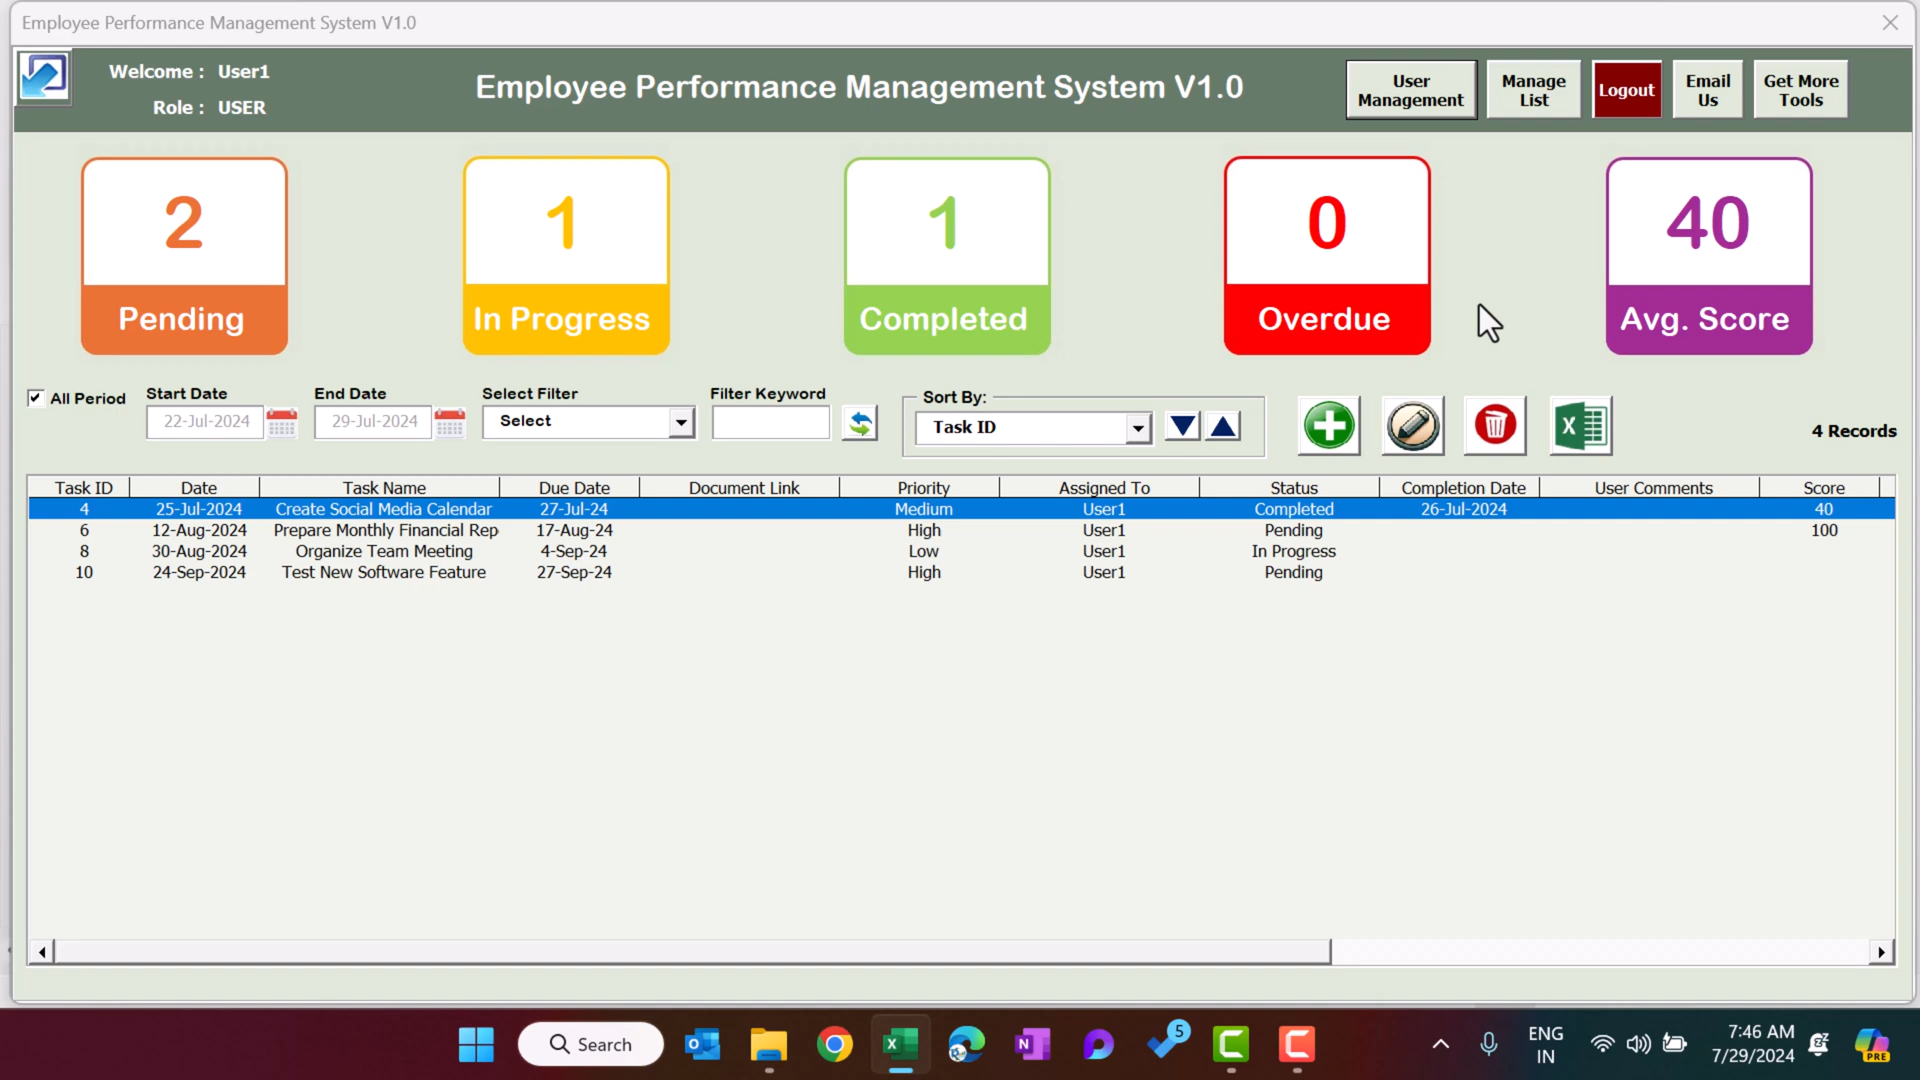 Employee Performance Management System V1.0
Welcome : User1
Role : USER
Employee Performance Management System V1.0
User Management
Manage List
Logout
Email Us
Get More Tools
2
Pending
1
In Progress
1
Completed
0
Overdue
40
Avg. Score
All Period
Start Date
22-Jul-2024
End Date
29-Jul-2024
Select Filter
Select
Filter Keyword
Sort By:
Task ID
4 Records
Task ID Date Task Name Due Date Document Link Priority Assigned To Status Completion Date User Comments Score
4 25-Jul-2024 Create Social Media Calendar 27-Jul-24 Medium User1 Completed 26-Jul-2024 40
6 12-Aug-2024 Prepare Monthly Financial Rep 17-Aug-24 High User1 Pending 100
8 30-Aug-2024 Organize Team Meeting 4-Sep-24 Low User1 In Progress
10 24-Sep-2024 Test New Software Feature 27-Sep-24 High User1 Pending
Search
5
ENG
IN
7:46 AM
7/29/2024
PRE